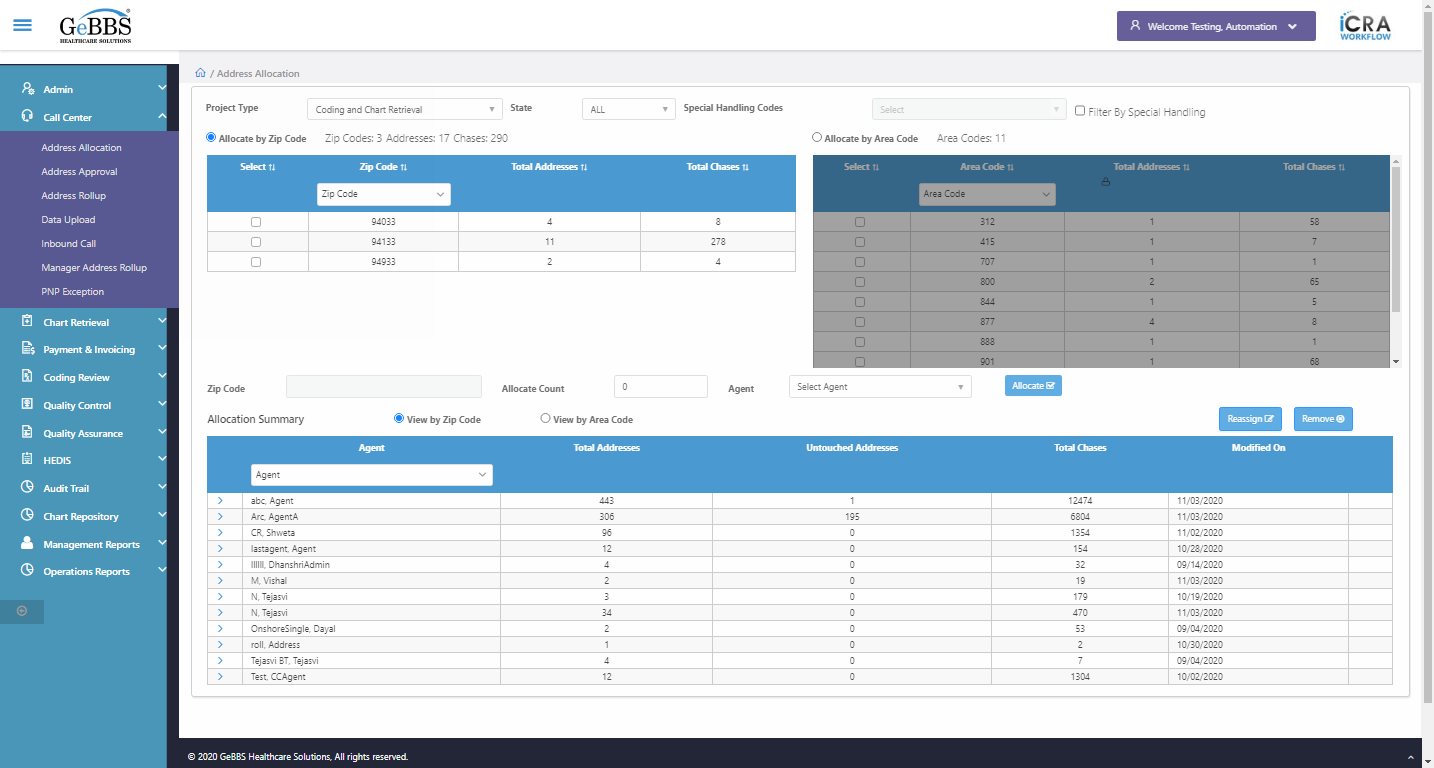 GeBBS
HEALTHCARE SOLUTIONS
Welcome Testing, Automation
iCRA
WORKFLOW
Admin
Call Center
Address Allocation
Address Approval
Address Rollup
Data Upload
Inbound Call
Manager Address Rollup
PNP Exception
Chart Retrieval
Payment & Invoicing
Coding Review
Quality Control
Quality Assurance
HEDIS
Audit Trail
Chart Repository
Management Reports
Operations Reports
/ Address Allocation
Project Type Coding and Chart Retrieval State ALL Special Handling Codes Select Filter By Special Handling
Allocate by Zip Code Zip Codes: 3 Addresses: 17 Chases: 290
Select Zip Code Total Addresses Total Chases
Zip Code
94033 4 8
94133 11 278
94933 2 4
Allocate by Area Code Area Codes: 11
Select Area Code Total Addresses Total Chases
Area Code
312 1 58
415 1 7
707 1 1
800 2 65
844 1 5
877 4 8
888 1 1
901 1 68
Zip Code Allocate Count 0 Agent Select Agent Allocate
Allocation Summary View by Zip Code View by Area Code Reassign Remove
Agent Total Addresses Untouched Addresses Total Chases Modified On
Agent
abc, Agent 443 1 12474 11/03/2020
Arc, AgentA 306 195 6804 11/03/2020
CR, Shweta 96 0 1354 11/02/2020
lastagent, Agent 12 0 154 10/28/2020
llllll, DhanshriAdmin 4 0 32 09/14/2020
M, Vishal 2 0 19 11/03/2020
N, Tejasvi 3 0 179 10/19/2020
N, Tejasvi 34 0 470 11/03/2020
OnshoreSingle, Dayal 2 0 53 09/04/2020
roll, Address 1 0 2 10/30/2020
Tejasvi BT, Tejasvi 4 0 7 09/04/2020
Test, CCAgent 12 0 1304 10/02/2020
© 2020 GeBBS Healthcare Solutions, All rights reserved.